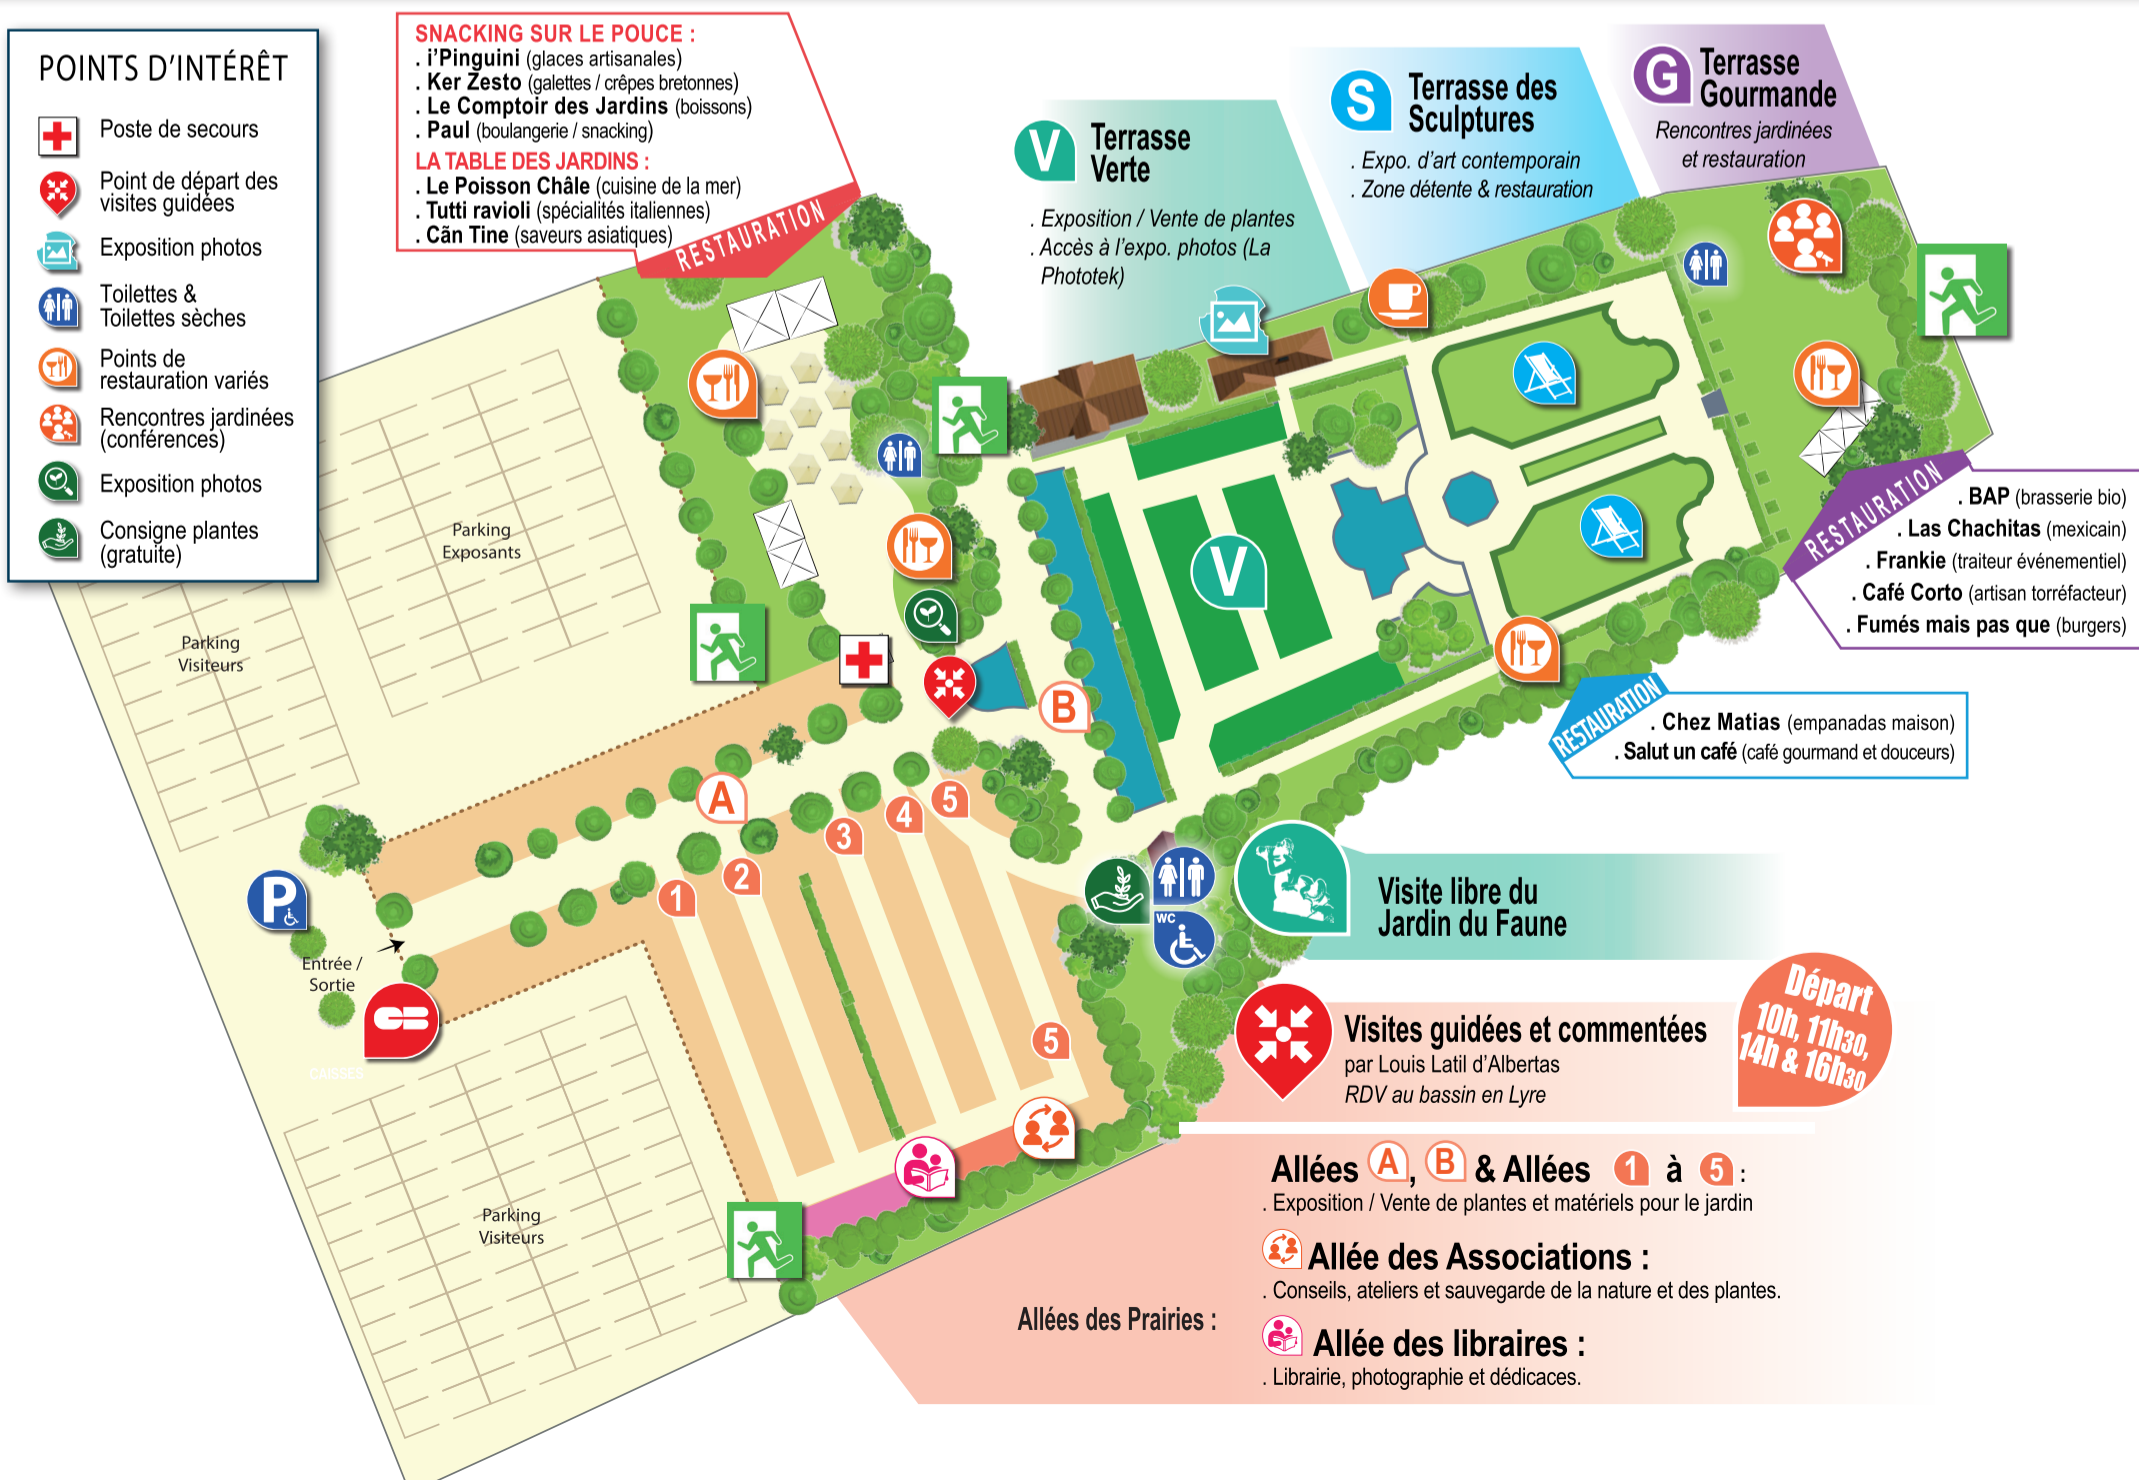 POINTS D'INTÉRÊT
Poste de secours
Point de départ des
visites guidées
Exposition photos
Toilettes &
Toilettes sèches
Points de
restauration variés
Rencontres jardinées
(conférences)
Exposition photos
Consigne plantes
(gratuite)
SNACKING SUR LE POUCE :
. i'Pinguini (glaces artisanales)
. Ker Zesto (galettes / crêpes bretonnes)
. Le Comptoir des Jardins (boissons)
. Paul (boulangerie / snacking)
LA TABLE DES JARDINS :
. Le Poisson Châle (cuisine de la mer)
. Tutti ravioli (spécialités italiennes)
. Cãn Tine (saveurs asiatiques)
RESTAURATION
V
Terrasse
Verte
. Exposition / Vente de plantes
. Accès à l'expo. photos (La
Phototek)
S
Terrasse des
Sculptures
. Expo. d'art contemporain
. Zone détente & restauration
G
Terrasse
Gourmande
Rencontres jardinées
et restauration
RESTAURATION
. BAP (brasserie bio)
. Las Chachitas (mexicain)
. Frankie (traiteur événementiel)
. Café Corto (artisan torréfacteur)
. Fumés mais pas que (burgers)
RESTAURATION
. Chez Matias (empanadas maison)
. Salut un café (café gourmand et douceurs)
Parking
Exposants
Parking
Visiteurs
V
B
A
1
2
3
4
5
5
P
Entrée /
Sortie
CAISSES
Parking
Visiteurs
WC
Visite libre du
Jardin du Faune
Visites guidées et commentées
par Louis Latil d'Albertas
RDV au bassin en Lyre
Départ
10h, 11h30,
14h & 16h30
Allées A, B & Allées 1 à 5 :
. Exposition / Vente de plantes et matériels pour le jardin
Allée des Associations :
. Conseils, ateliers et sauvegarde de la nature et des plantes.
Allées des Prairies :
Allée des libraires :
. Librairie, photographie et dédicaces.